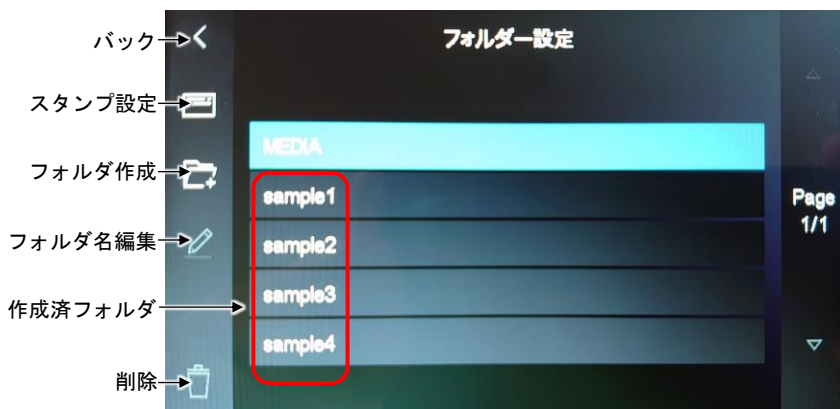 バック
フォルダー設定
スタンプ設定
MEDIA
フォルダ作成
sample1
Page
1/1
フォルダ名編集
sample2
作成済フォルダ
sample3
sample4
削除